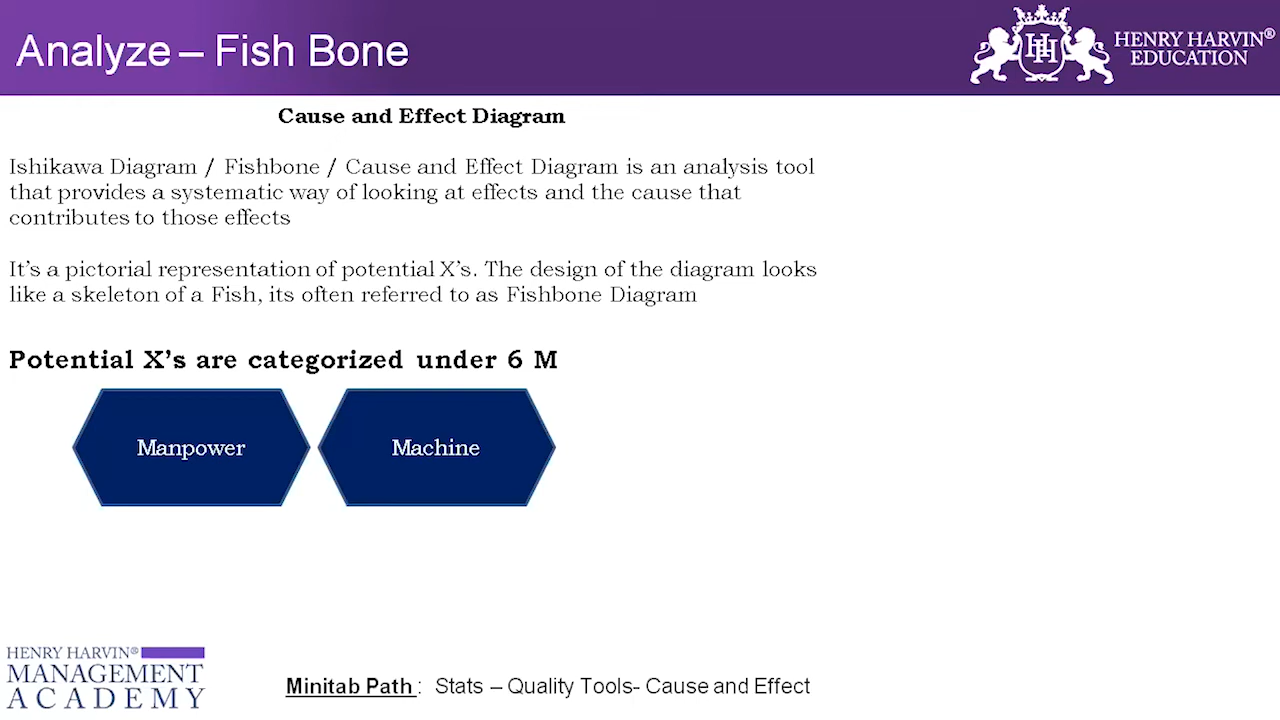 Analyze – Fish Bone
HENRY HARVIN®
EDUCATION
Cause and Effect Diagram
Ishikawa Diagram / Fishbone / Cause and Effect Diagram is an analysis tool
that provides a systematic way of looking at effects and the cause that
contributes to those effects
It’s a pictorial representation of potential X’s. The design of the diagram looks
like a skeleton of a Fish, its often referred to as Fishbone Diagram
Potential X’s are categorized under 6 M
Manpower
Machine
HENRY HARVIN®
MANAGEMENT
ACADEMY
Minitab Path : Stats – Quality Tools- Cause and Effect